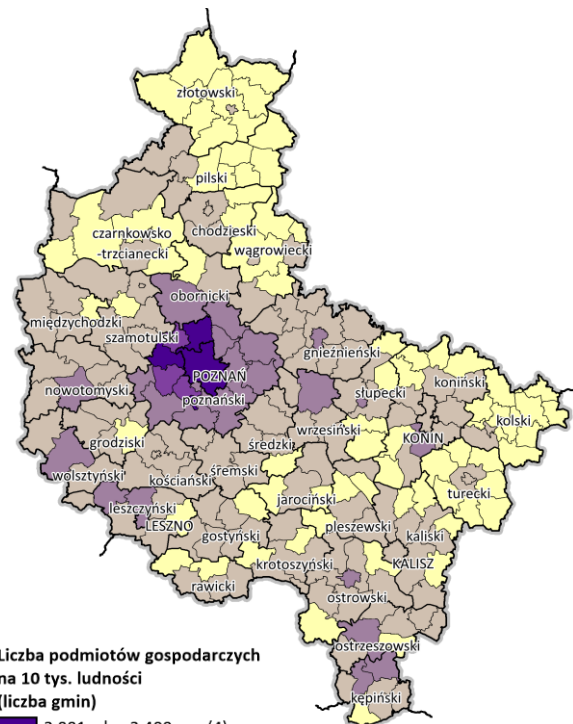 złotowski
pilski
czarnkowsko
-trzcianecki
chodzieski
wągrowiecki
obornicki
międzychodzki
szamotulski
gnieźnieński
POZNAŃ
koniński
nowotomyski
poznański
słupecki
kolski
wrzesiński
KONIN
grodziski
średzki
wolsztyński
kościański
śremski
turecki
jarociński
leszczyński
LESZNO
gostyński
pleszewski
kaliski
krotoszyński
KALISZ
rawicki
ostrowski
ostrzeszowski
kępiński
Liczba podmiotów gospodarczych
na 10 tys. ludności
(liczba gmin)